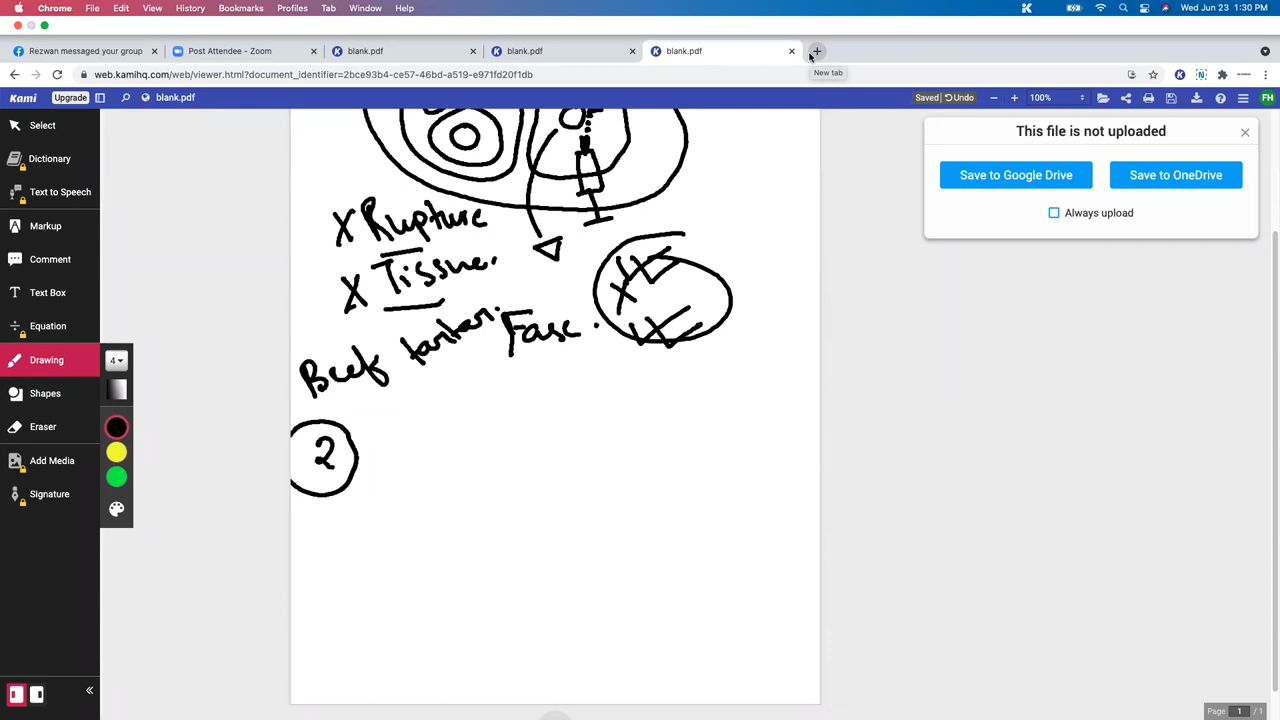 Chrome File Edit View History Bookmarks Profiles Tab Window Help Wed Jun 23 1:30 PM
Rezwan messaged your group Post Attendee - Zoom blank.pdf blank.pdf blank.pdf
New tab
web.kamihq.com/web/viewer.html?document_identifier=2bce93b4-ce57-46bd-a519-e971fd20f1db
Kami Upgrade blank.pdf Saved Undo 100% FH
This file is not uploaded
Save to Google Drive Save to OneDrive
Always upload
Select
Dictionary
Text to Speech
Markup
Comment
Text Box
Equation
Drawing
4
Shapes
Eraser
Add Media
Signature
X Rupture
X Tissue.
Beef
2
Page 1 / 1